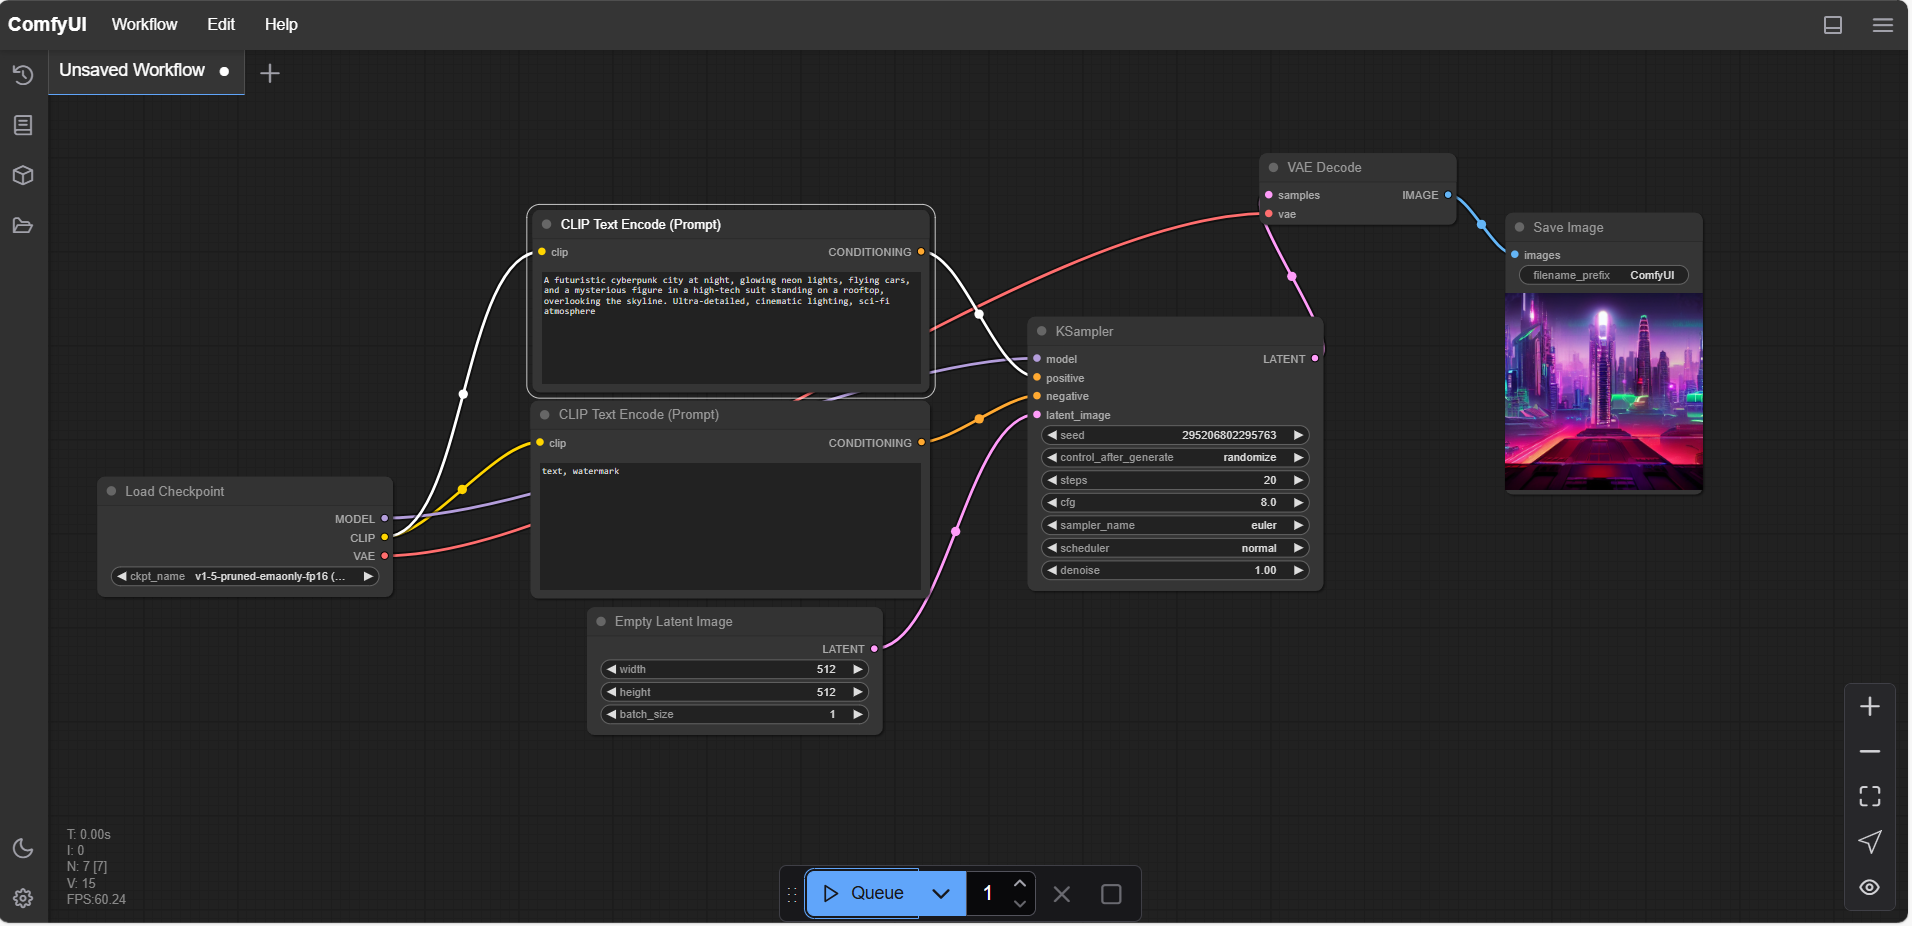 ComfyUI
Workflow
Edit
Help
Unsaved Workflow
VAE Decode
samples
IMAGE
vae
Save Image
images
filename_prefix ComfyUI
CLIP Text Encode (Prompt)
clip
CONDITIONING
A futuristic cyberpunk city at night, glowing neon lights, flying cars,
and a mysterious figure in a high-tech suit standing on a rooftop,
overlooking the skyline. Ultra-detailed, cinematic lighting, sci-fi
atmosphere
CLIP Text Encode (Prompt)
clip
CONDITIONING
text, watermark
KSampler
model
LATENT
positive
negative
latent_image
seed 295206802295763
control_after_generate randomize
steps 20
cfg 8.0
sampler_name euler
scheduler normal
denoise 1.00
Load Checkpoint
MODEL
CLIP
VAE
ckpt_name v1-5-pruned-emaonly-fp16 (...
Empty Latent Image
LATENT
width 512
height 512
batch_size 1
T: 0.00s
I: 0
N: 7 [7]
V: 15
FPS:60.24
Queue
1